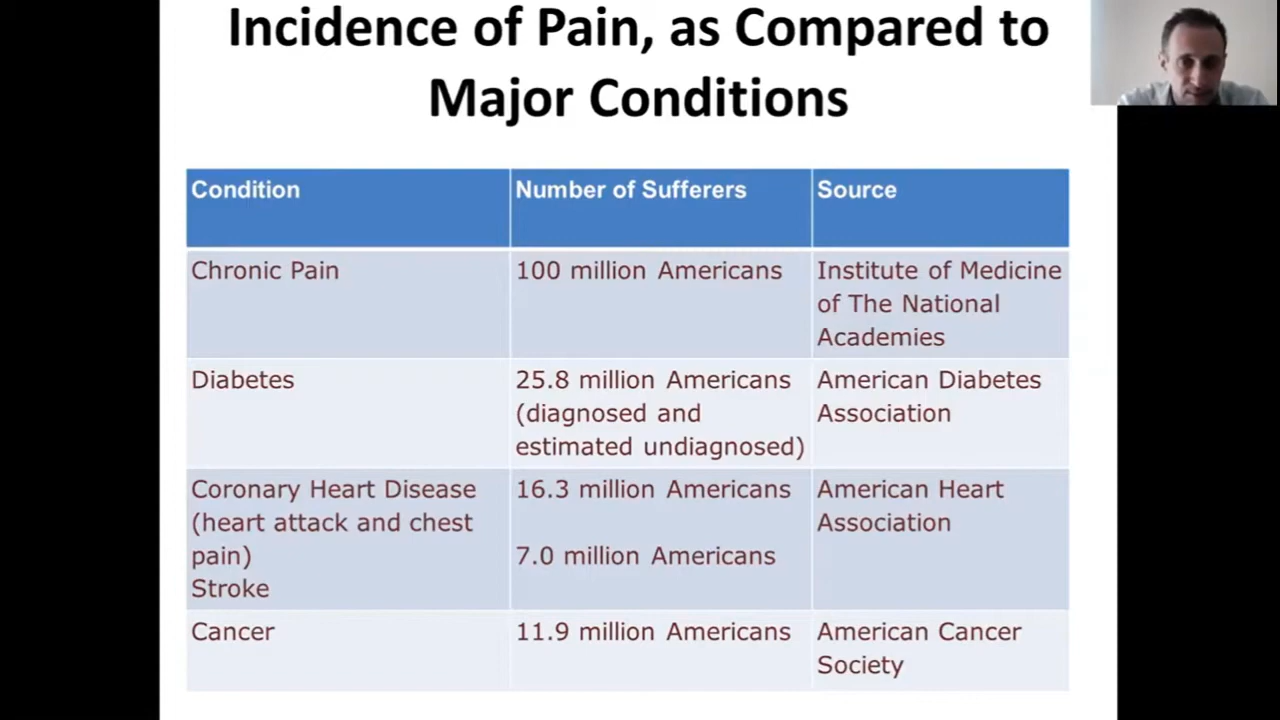 Incidence of Pain, as Compared to
Major Conditions
Condition
Number of Sufferers
Source
Chronic Pain
100 million Americans
Institute of Medicine
of The National
Academies
Diabetes
25.8 million Americans
(diagnosed and
estimated undiagnosed)
American Diabetes
Association
Coronary Heart Disease
(heart attack and chest
pain)
Stroke
16.3 million Americans
7.0 million Americans
American Heart
Association
Cancer
11.9 million Americans
American Cancer
Society